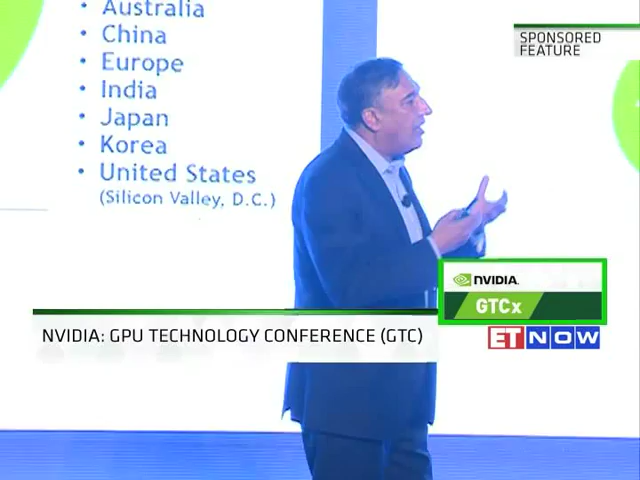 • Australia
• China
• Europe
• India
• Japan
• Korea
• United States
(Silicon Valley, D.C.)
SPONSORED
FEATURE
NVIDIA.
GTCx
NVIDIA: GPU TECHNOLOGY CONFERENCE (GTC)
ET NOW